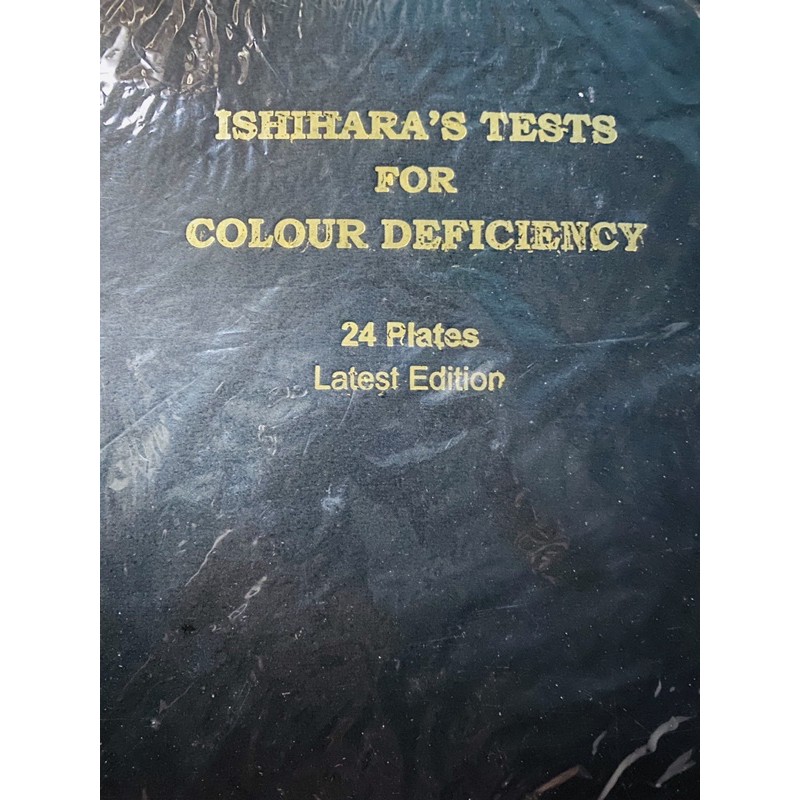 ISHIHARA'S TESTS
FOR
COLOUR DEFICIENCY
24 Plates
Latest Edition